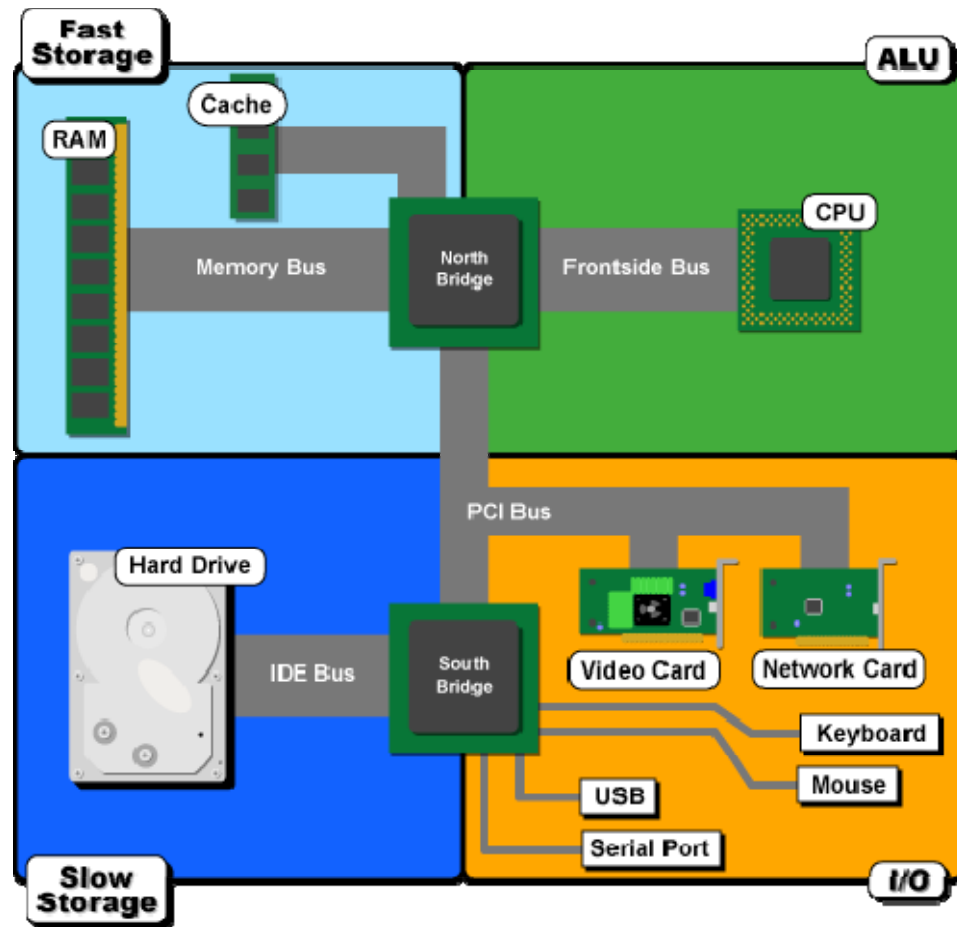 Fast
Storage
ALU
Cache
RAM
CPU
Memory Bus
North
Bridge
Frontside Bus
PCI Bus
Hard Drive
IDE Bus
South
Bridge
Video Card
Network Card
Keyboard
Mouse
USB
Serial Port
Slow
Storage
I/O